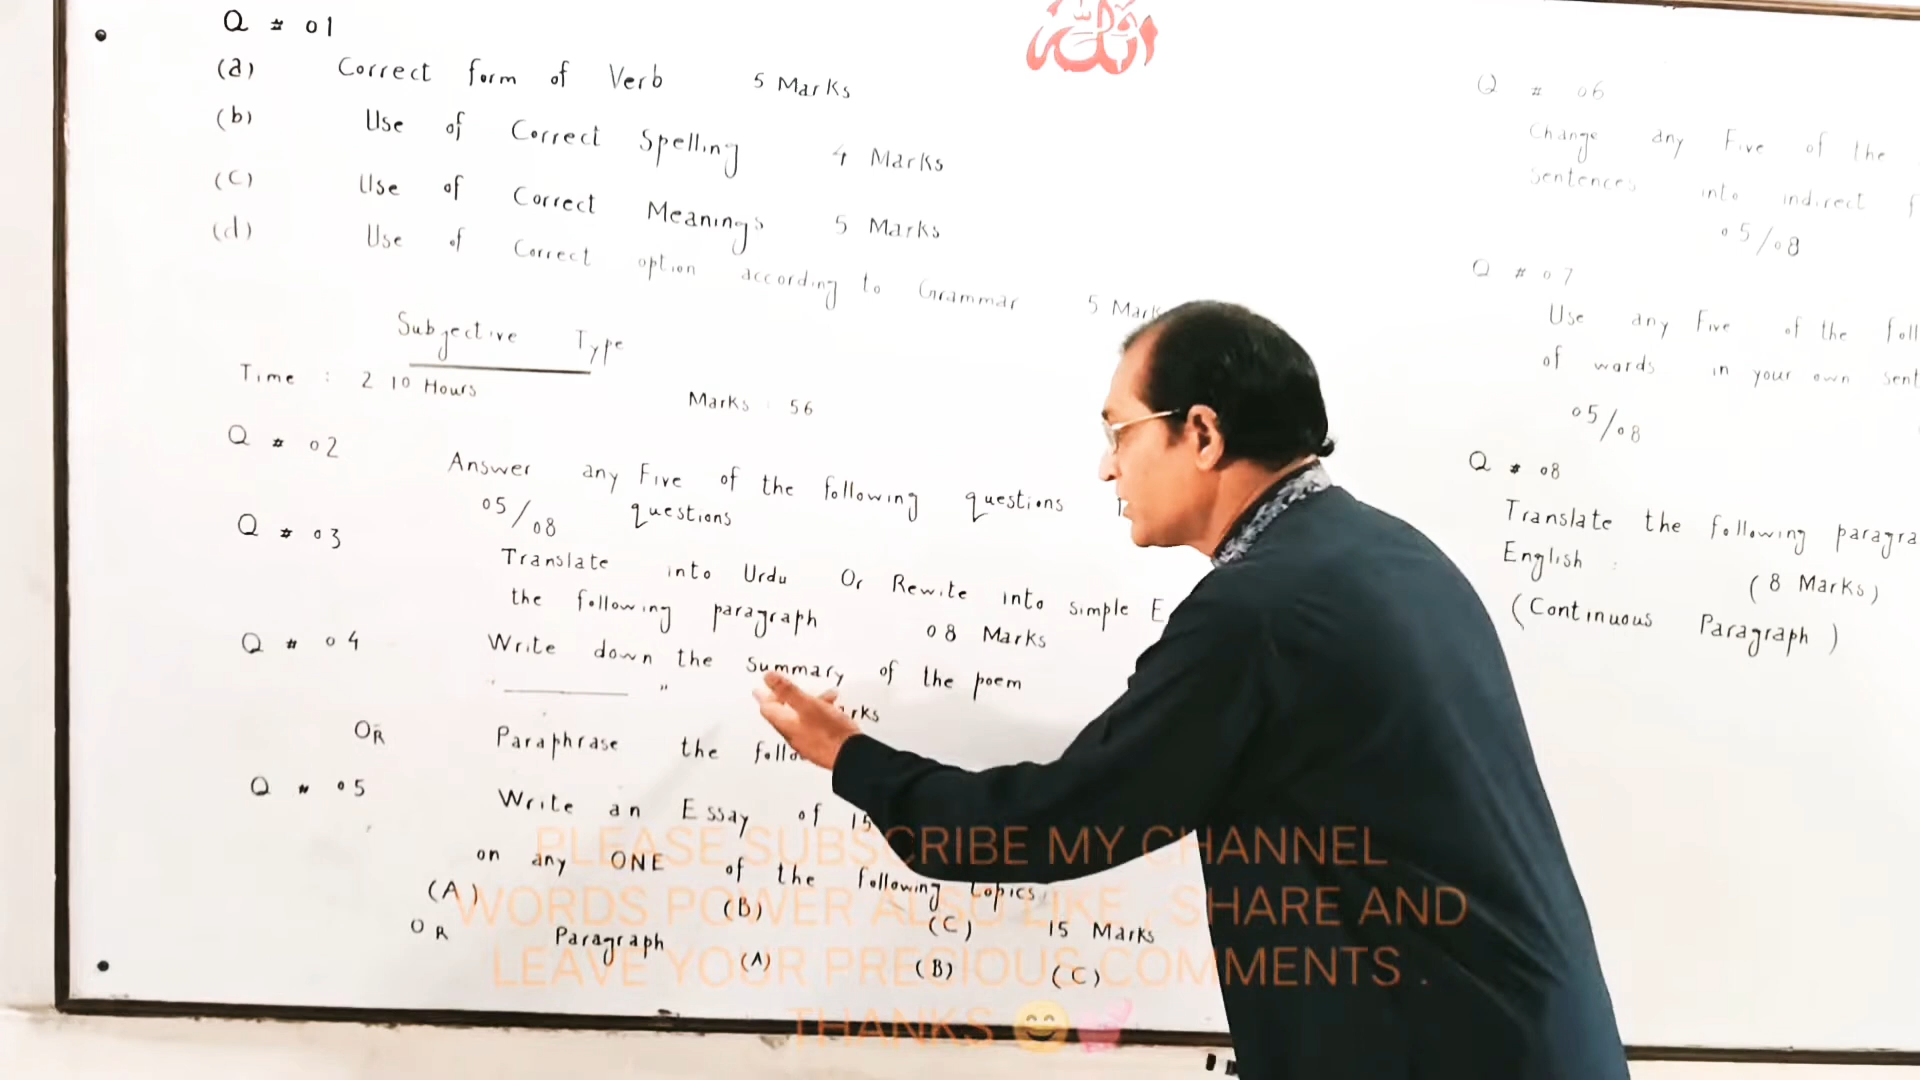 Q # 01
(a) Correct form of Verb 5 Marks
(b) Use of Correct Spelling 4 Marks
(c) Use of Correct Meanings 5 Marks
(d) Use of Correct option according to Grammar 5 Mark
Subjective Type
Time : 2 10 Hours Marks : 56
Q # 02 Answer any Five of the following questions
05/08 questions
Q # 03 Translate into Urdu Or Rewite into simple E
the following paragraph 08 Marks
Q # 04 Write down the Summary of the poem
" ________ "
OR Paraphrase the
Q # 05 Write an Essay of 15
on any ONE of the following topics
(A) (B) (C) 15 Marks
OR Paragraph (A) (B) (C)
الله
Q # 06
Change any Five of the
sentences into indirect
05/08
Q # 07
Use any Five of the
of words in your own
05/08
Q # 08
Translate the following
English :
(8 Marks)
(Continuous Paragraph)
PLEASE SUBSCRIBE MY CHANNEL
WORDS POWER ALSO LIKE , SHARE AND
LEAVE YOUR PRECIOUS COMMENTS .
THANKS 😊💕